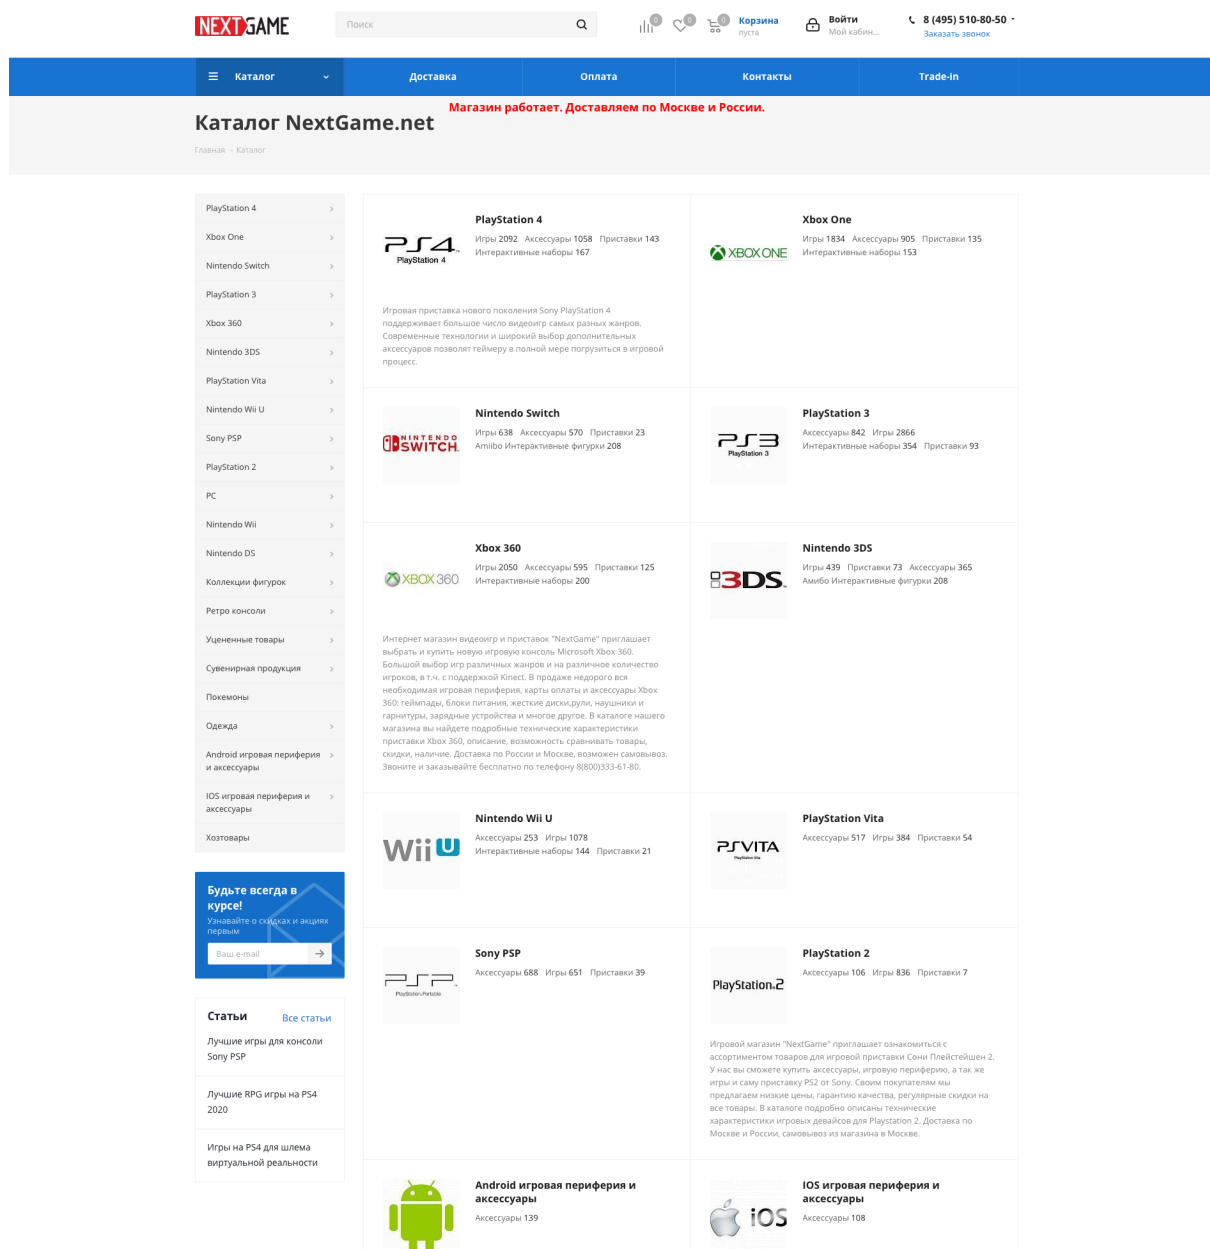 NEXTGAME
Поиск
0
0
0
Корзина
пуста
Войти
Мой кабин...
8 (495) 510-80-50
Заказать звонок
Каталог
Доставка
Оплата
Контакты
Trade-in
Магазин работает. Доставляем по Москве и России.
Каталог NextGame.net
Главная - Каталог
PlayStation 4
Xbox One
Nintendo Switch
PlayStation 3
Xbox 360
Nintendo 3DS
PlayStation Vita
Nintendo Wii U
Sony PSP
PlayStation 2
PC
Nintendo Wii
Nintendo DS
Коллекции фигурок
Ретро консоли
Уцененные товары
Сувенирная продукция
Покемоны
Одежда
Android игровая периферия
и аксессуары
IOS игровая периферия и
аксессуары
Хозтовары
Будьте всегда в
курсе!
Узнавайте о скидках и акциях
первым
Ваш e-mail
Статьи
Все статьи
Лучшие игры для консоли
Sony PSP
Лучшие RPG игры на PS4
2020
Игры на PS4 для шлема
виртуальной реальности
PS4
PlayStation 4
PlayStation 4
Игры 2092 Аксессуары 1058 Приставки 143
Интерактивные наборы 167
Игровая приставка нового поколения Sony PlayStation 4
поддерживает большое число видеоигр самых разных жанров.
Современные технологии и широкий выбор дополнительных
аксессуаров позволят геймеру в полной мере погрузиться в игровой
процесс.
XBOX ONE
Xbox One
Игры 1834 Аксессуары 905 Приставки 135
Интерактивные наборы 153
NINTENDO
SWITCH
Nintendo Switch
Игры 638 Аксессуары 570 Приставки 23
Amiibo Интерактивные фигурки 208
PS3
PlayStation 3
PlayStation 3
Аксессуары 842 Игры 2866
Интерактивные наборы 354 Приставки 93
XBOX 360
Xbox 360
Игры 2050 Аксессуары 595 Приставки 125
Интерактивные наборы 200
Интернет магазин видеоигр и приставок "NextGame" приглашает
выбрать и купить новую игровую консоль Microsoft Xbox 360.
Большой выбор игр различных жанров и на различное количество
игроков, в т.ч. с поддержкой Kinect. В продаже недорого вся
необходимая игровая периферия, карты оплаты и аксессуары Xbox
360: геймпады, блоки питания, жесткие диски,рули, наушники и
гарнитуры, зарядные устройства и многое другое. В каталоге нашего
магазина вы найдете подробные технические характеристики
приставки Xbox 360, описание, возможность сравнивать товары,
скидки, наличие. Доставка по России и Москве, возможен самовывоз.
Звоните и заказывайте бесплатно по телефону 8(800)333-61-80.
3DS
Nintendo 3DS
Игры 439 Приставки 73 Аксессуары 365
Амибо Интерактивные фигурки 208
Wii U
Nintendo Wii U
Аксессуары 253 Игры 1078
Интерактивные наборы 144 Приставки 21
PSVITA
PlayStation Vita
PlayStation Vita
Аксессуары 517 Игры 384 Приставки 54
PSP
PlayStation Portable
Sony PSP
Аксессуары 688 Игры 651 Приставки 39
PlayStation.2
PlayStation 2
Аксессуары 106 Игры 836 Приставки 7
Игровой магазин "NextGame" приглашает ознакомиться с
ассортиментом товаров для игровой приставки Сони Плейстейшен 2.
У нас вы сможете купить аксессуары, игровую периферию, а так же
игры и саму приставку PS2 от Sony. Своим покупателям мы
предлагаем низкие цены, гарантию качества, регулярные скидки на
все товары. В каталоге подробно описаны технические
характеристики игровых девайсов для Playstation 2. Доставка по
Москве и России, самовывоз из магазина в Москве.
Android игровая периферия и
аксессуары
Аксессуары 139
iOS
IOS игровая периферия и
аксессуары
Аксессуары 108